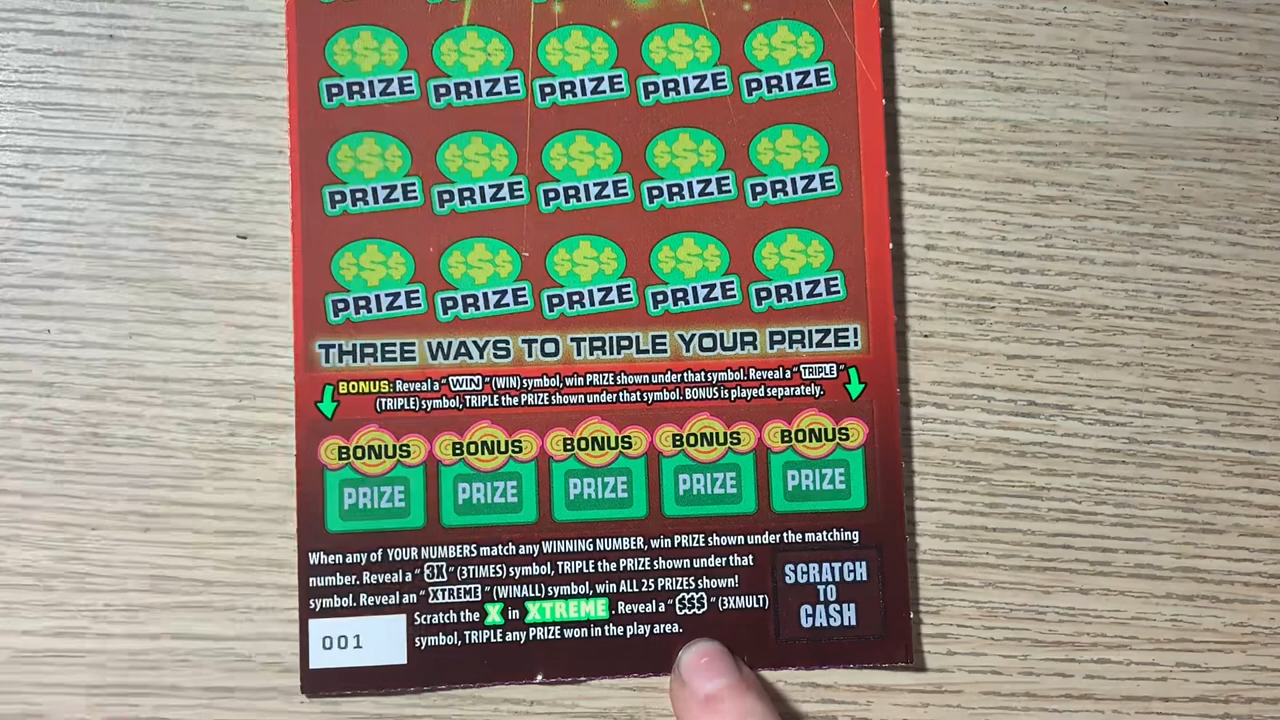 $$$ $$$ $$$ $$$ $$$
PRIZE PRIZE PRIZE PRIZE PRIZE
$$$ $$$ $$$ $$$ $$$
PRIZE PRIZE PRIZE PRIZE PRIZE
$$$ $$$ $$$ $$$ $$$
PRIZE PRIZE PRIZE PRIZE PRIZE
THREE WAYS TO TRIPLE YOUR PRIZE!
BONUS: Reveal a "WIN" (WIN) symbol, win PRIZE shown under that symbol. Reveal a "TRIPLE"
(TRIPLE) symbol, TRIPLE the PRIZE shown under that symbol. BONUS is played separately.
BONUS BONUS BONUS BONUS BONUS
PRIZE PRIZE PRIZE PRIZE PRIZE
When any of YOUR NUMBERS match any WINNING NUMBER, win PRIZE shown under the matching
number. Reveal a "3X" (3TIMES) symbol, TRIPLE the PRIZE shown under that
symbol. Reveal an "XTREME" (WINALL) symbol, win ALL 25 PRIZES shown!
Scratch the X in XTREME. Reveal a "$$$" (3XMULT)
symbol, TRIPLE any PRIZE won in the play area.
001
SCRATCH
TO
CASH